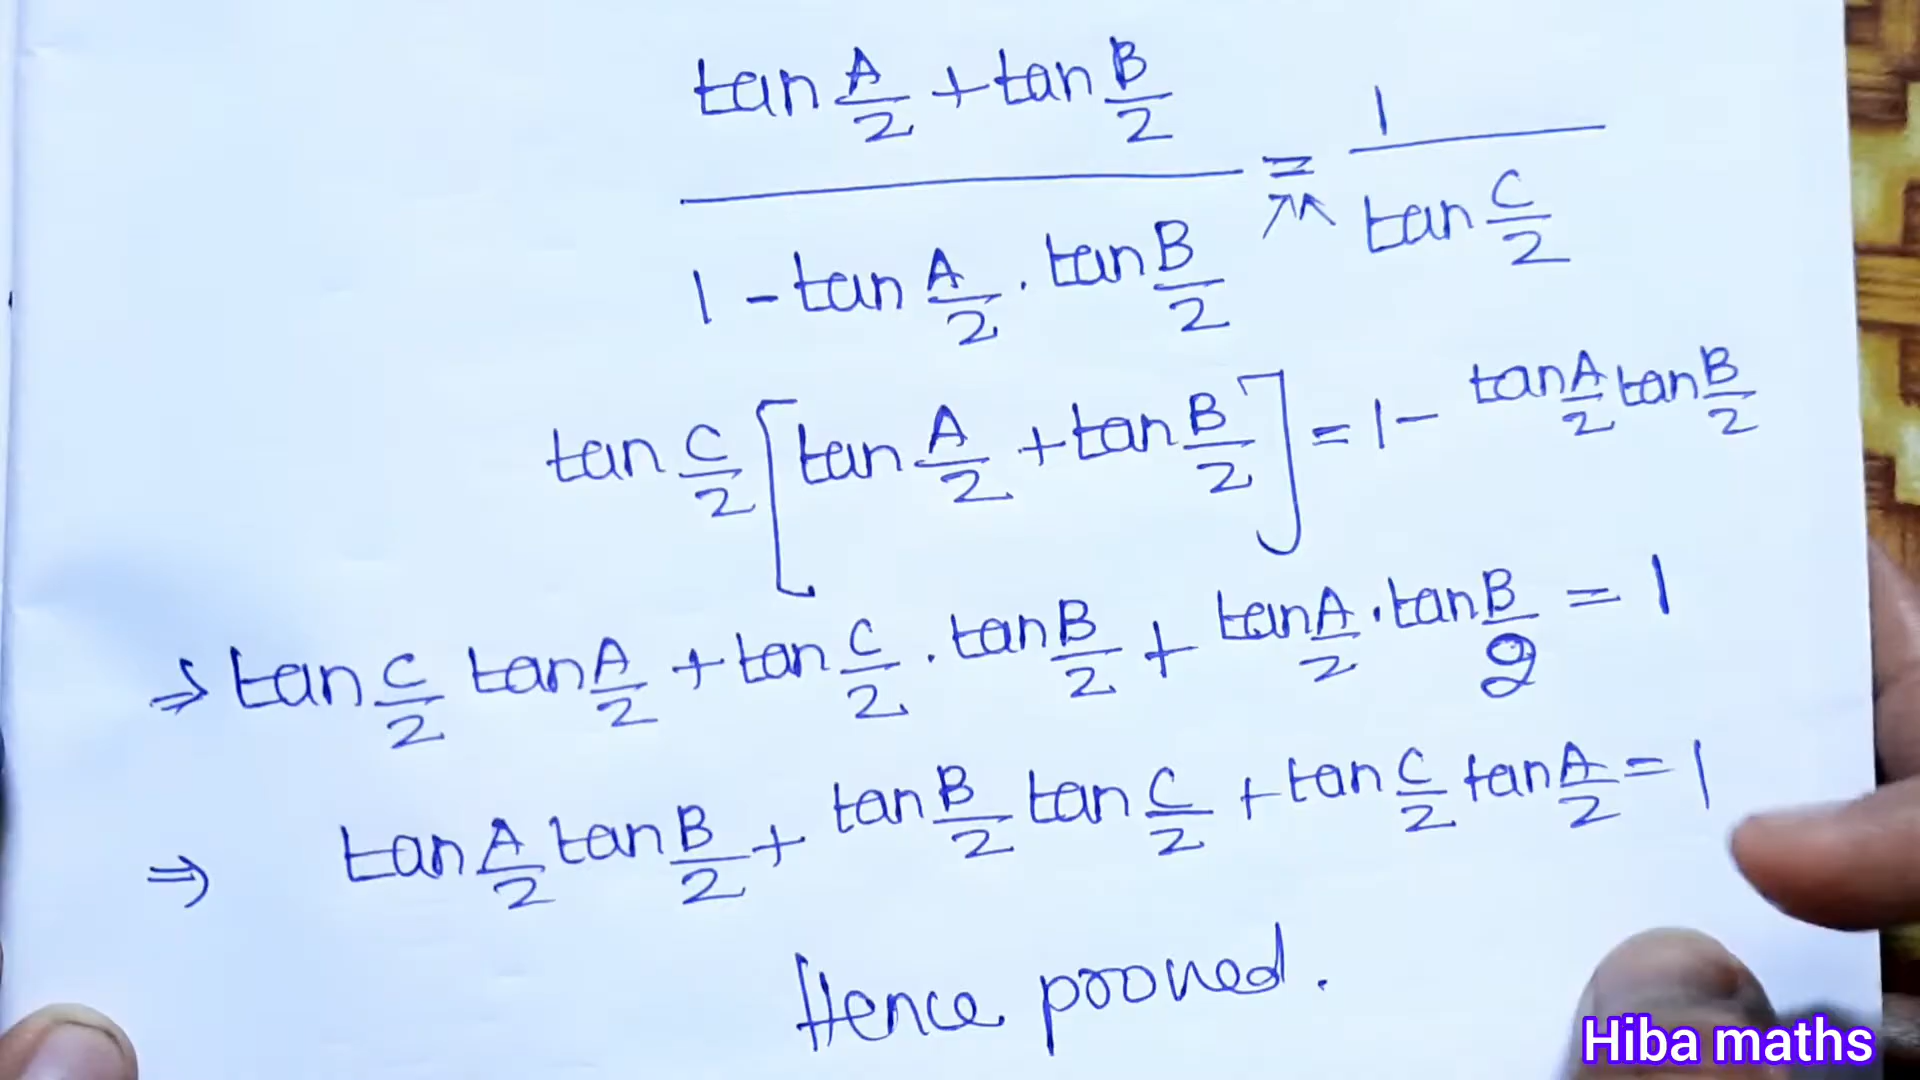 tan A/2 + tan B/2 / 1 - tan A/2 . tan B/2 = 1 / tan C/2
tan C/2 [tan A/2 + tan B/2] = 1 - tan A/2 tan B/2
⇒ tan C/2 tan A/2 + tan C/2 . tan B/2 + tan A/2 . tan B/2 = 1
⇒ tan A/2 tan B/2 + tan B/2 tan C/2 + tan C/2 tan A/2 = 1
Hence prooved.
Hiba maths